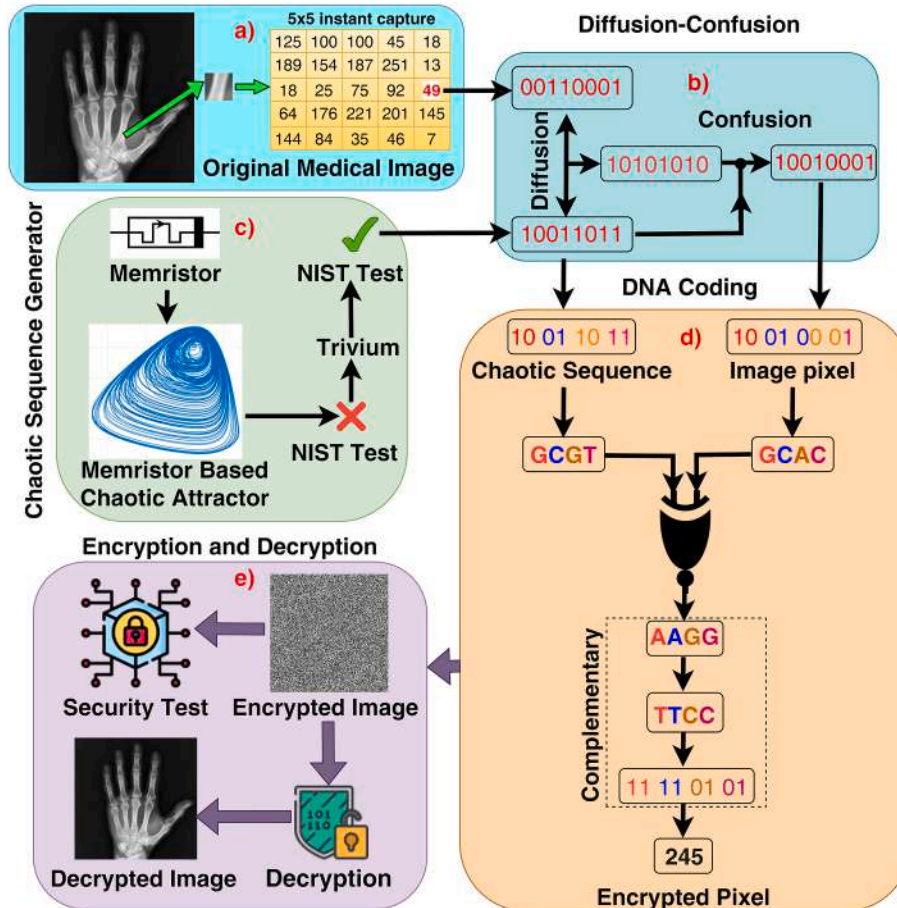 a)
5x5 instant capture
125 100 100 45 18
189 154 187 251 13
18 25 75 92 49
64 176 221 201 145
144 84 35 46 7
Original Medical Image
Diffusion-Confusion
b)
00110001
Diffusion
Confusion
10101010
10010001
10011011
Chaotic Sequence Generator
c)
Memristor
NIST Test
Trivium
NIST Test
Memristor Based
Chaotic Attractor
DNA Coding
d)
10 01 10 11
Chaotic Sequence
10 01 00 01
Image pixel
GCGT
GCAC
Complementary
AAGG
TTCC
11 11 01 01
245
Encrypted Pixel
Encryption and Decryption
e)
Security Test
Encrypted Image
101
110
Decrypted Image
Decryption